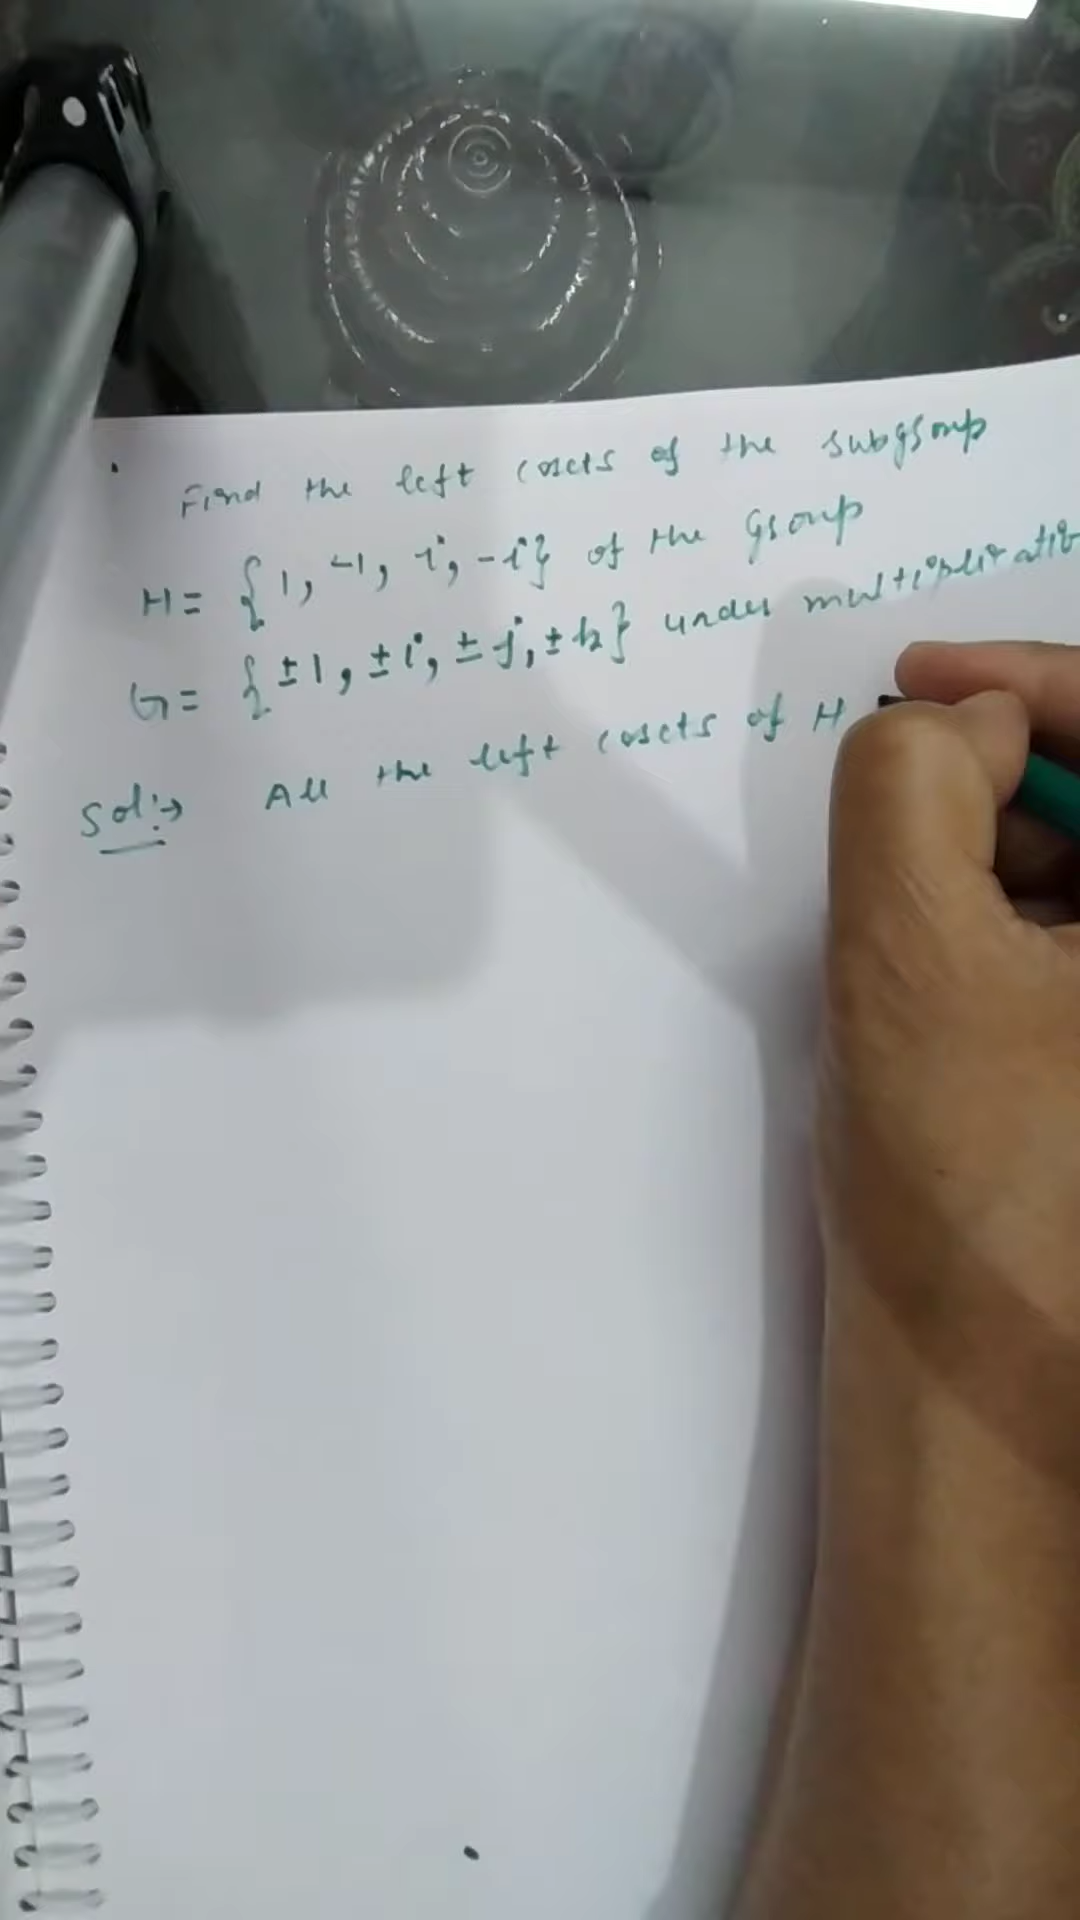 Find the left cosets of the subgroup
H = {1, -1, i, -i} of the Group
G = {±1, ±i, ±j, ±k} under multiplicatio
Sol:→ All the left cosets of H